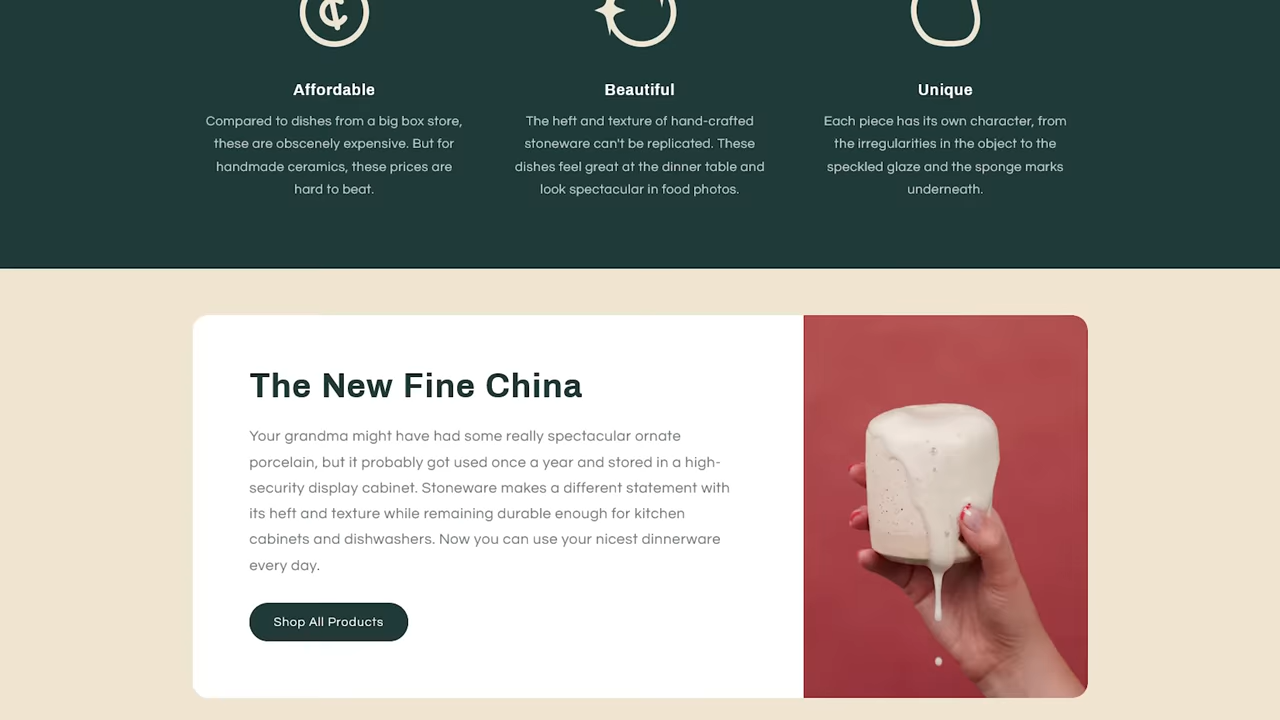 Affordable
Compared to dishes from a big box store,
these are obscenely expensive. But for
handmade ceramics, these prices are
hard to beat.
Beautiful
The heft and texture of hand-crafted
stoneware can't be replicated. These
dishes feel great at the dinner table and
look spectacular in food photos.
Unique
Each piece has its own character, from
the irregularities in the object to the
speckled glaze and the sponge marks
underneath.
The New Fine China
Your grandma might have had some really spectacular ornate
porcelain, but it probably got used once a year and stored in a high-
security display cabinet. Stoneware makes a different statement with
its heft and texture while remaining durable enough for kitchen
cabinets and dishwashers. Now you can use your nicest dinnerware
every day.
Shop All Products